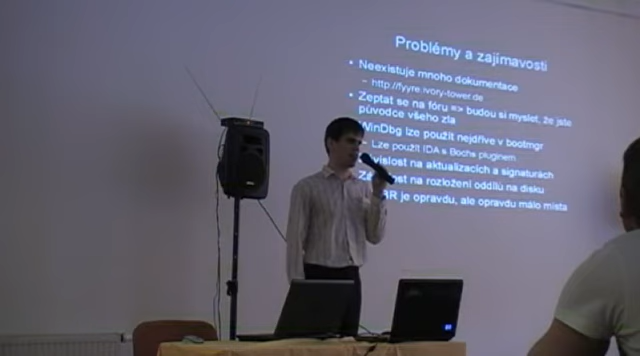 Problémy a zajímavosti
Neexistuje mnoho dokumentace
– http://fyyre.ivory-tower.de
Zeptat se na fóru => budou si myslet, že jste
původce všeho zla
WinDbg lze použít nejdříve v bootmgr
– Lze použít IDA s Bochs pluginem
na aktualizacích a signaturách
na rozložení oddílů na disku
je opravdu, ale opravdu málo místa